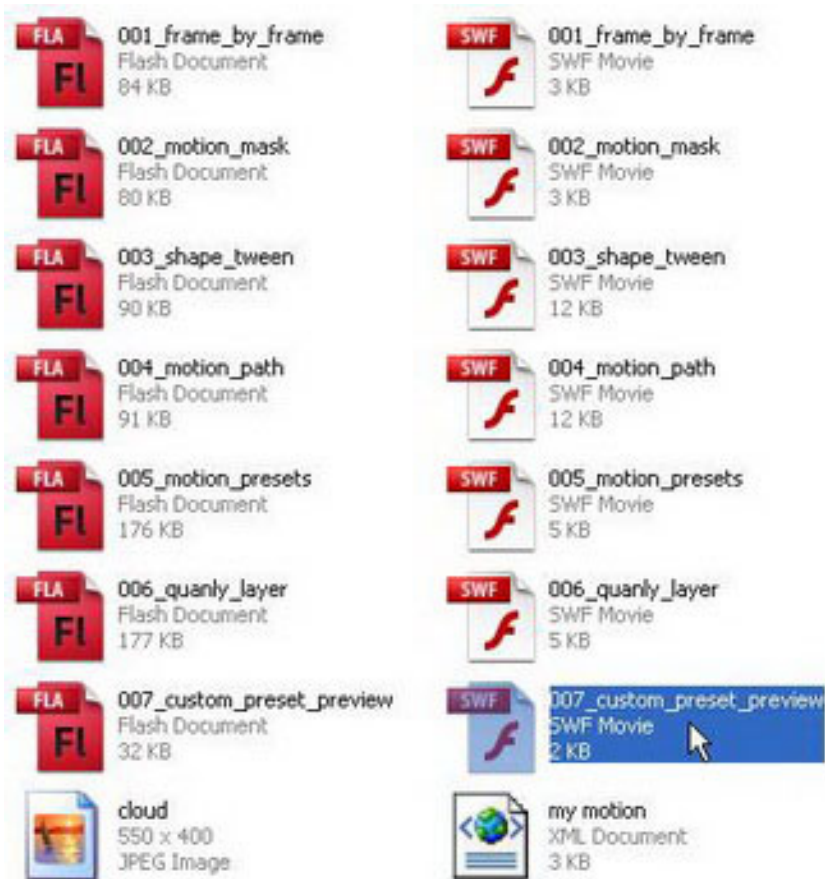 FLA
Fl
001_frame_by_frame
Flash Document
84 KB
SWF
001_frame_by_frame
SWF Movie
3 KB
FLA
Fl
002_motion_mask
Flash Document
80 KB
SWF
002_motion_mask
SWF Movie
3 KB
FLA
Fl
003_shape_tween
Flash Document
90 KB
SWF
003_shape_tween
SWF Movie
12 KB
FLA
Fl
004_motion_path
Flash Document
91 KB
SWF
004_motion_path
SWF Movie
12 KB
FLA
Fl
005_motion_presets
Flash Document
176 KB
SWF
005_motion_presets
SWF Movie
5 KB
FLA
Fl
006_quanly_layer
Flash Document
177 KB
SWF
006_quanly_layer
SWF Movie
5 KB
FLA
Fl
007_custom_preset_preview
Flash Document
32 KB
SWF
007_custom_preset_preview
SWF Movie
2 KB
cloud
550 x 400
JPEG Image
my motion
XML Document
3 KB